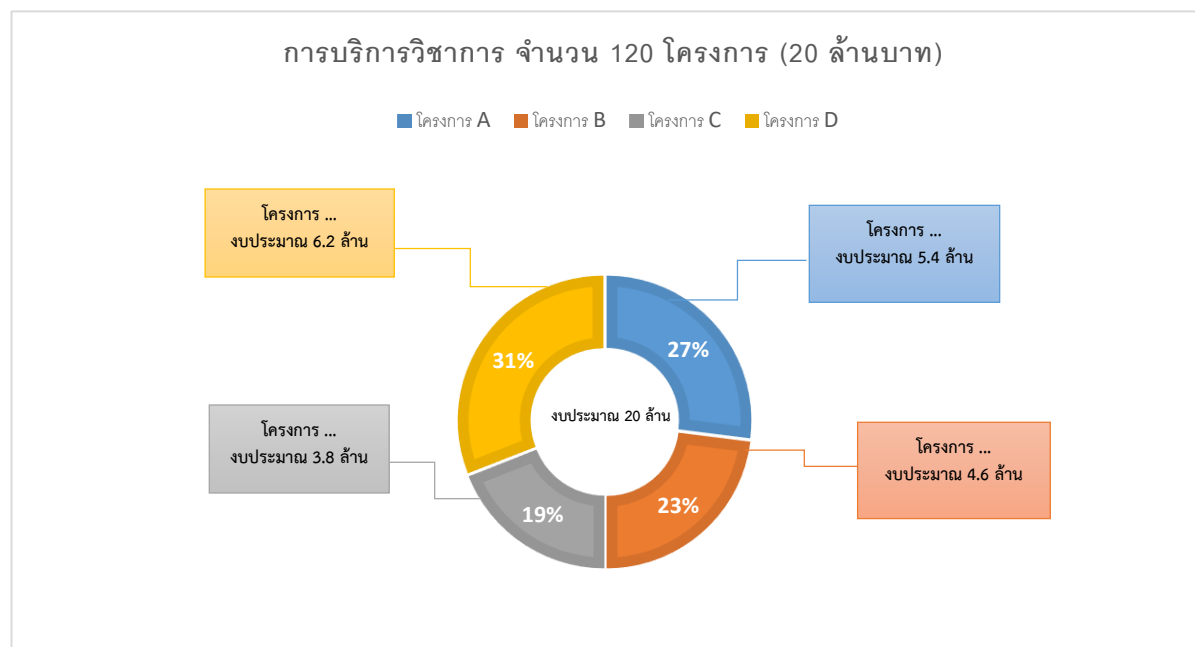 การบริการวิชาการ จำนวน 120 โครงการ (20 ล้านบาท)
โครงการ A โครงการ B โครงการ C โครงการ D
โครงการ ...
งบประมาณ 6.2 ล้าน
โครงการ ...
งบประมาณ 5.4 ล้าน
31%
27%
งบประมาณ 20 ล้าน
โครงการ ...
งบประมาณ 3.8 ล้าน
โครงการ ...
งบประมาณ 4.6 ล้าน
19%
23%